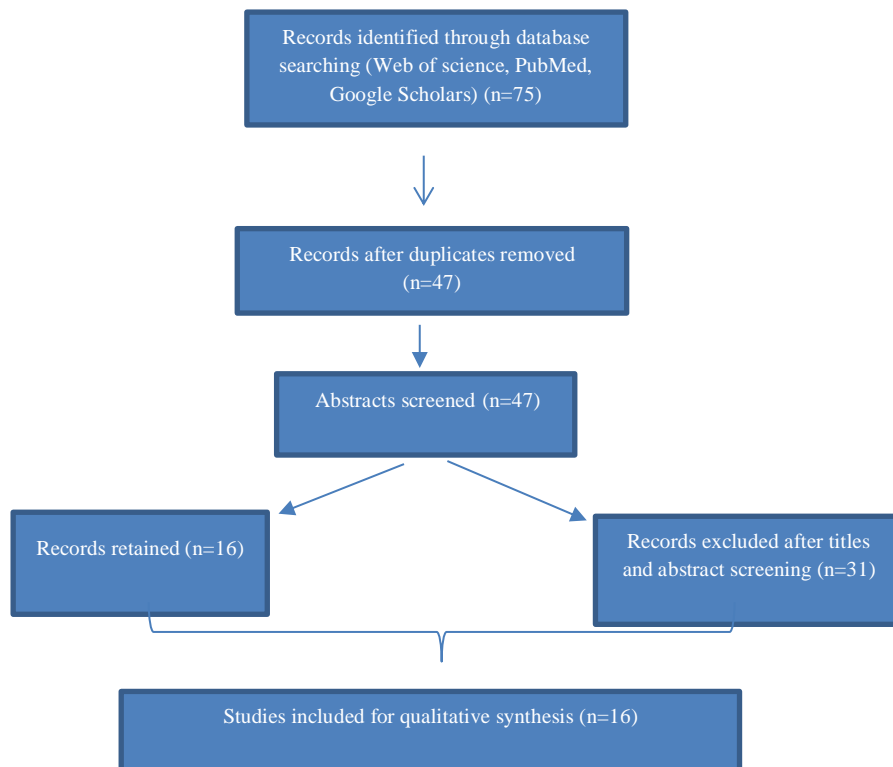 Records identified through database
searching (Web of science, PubMed,
Google Scholars) (n=75)
Records after duplicates removed
(n=47)
Abstracts screened (n=47)
Records retained (n=16)
Records excluded after titles
and abstract screening (n=31)
Studies included for qualitative synthesis (n=16)